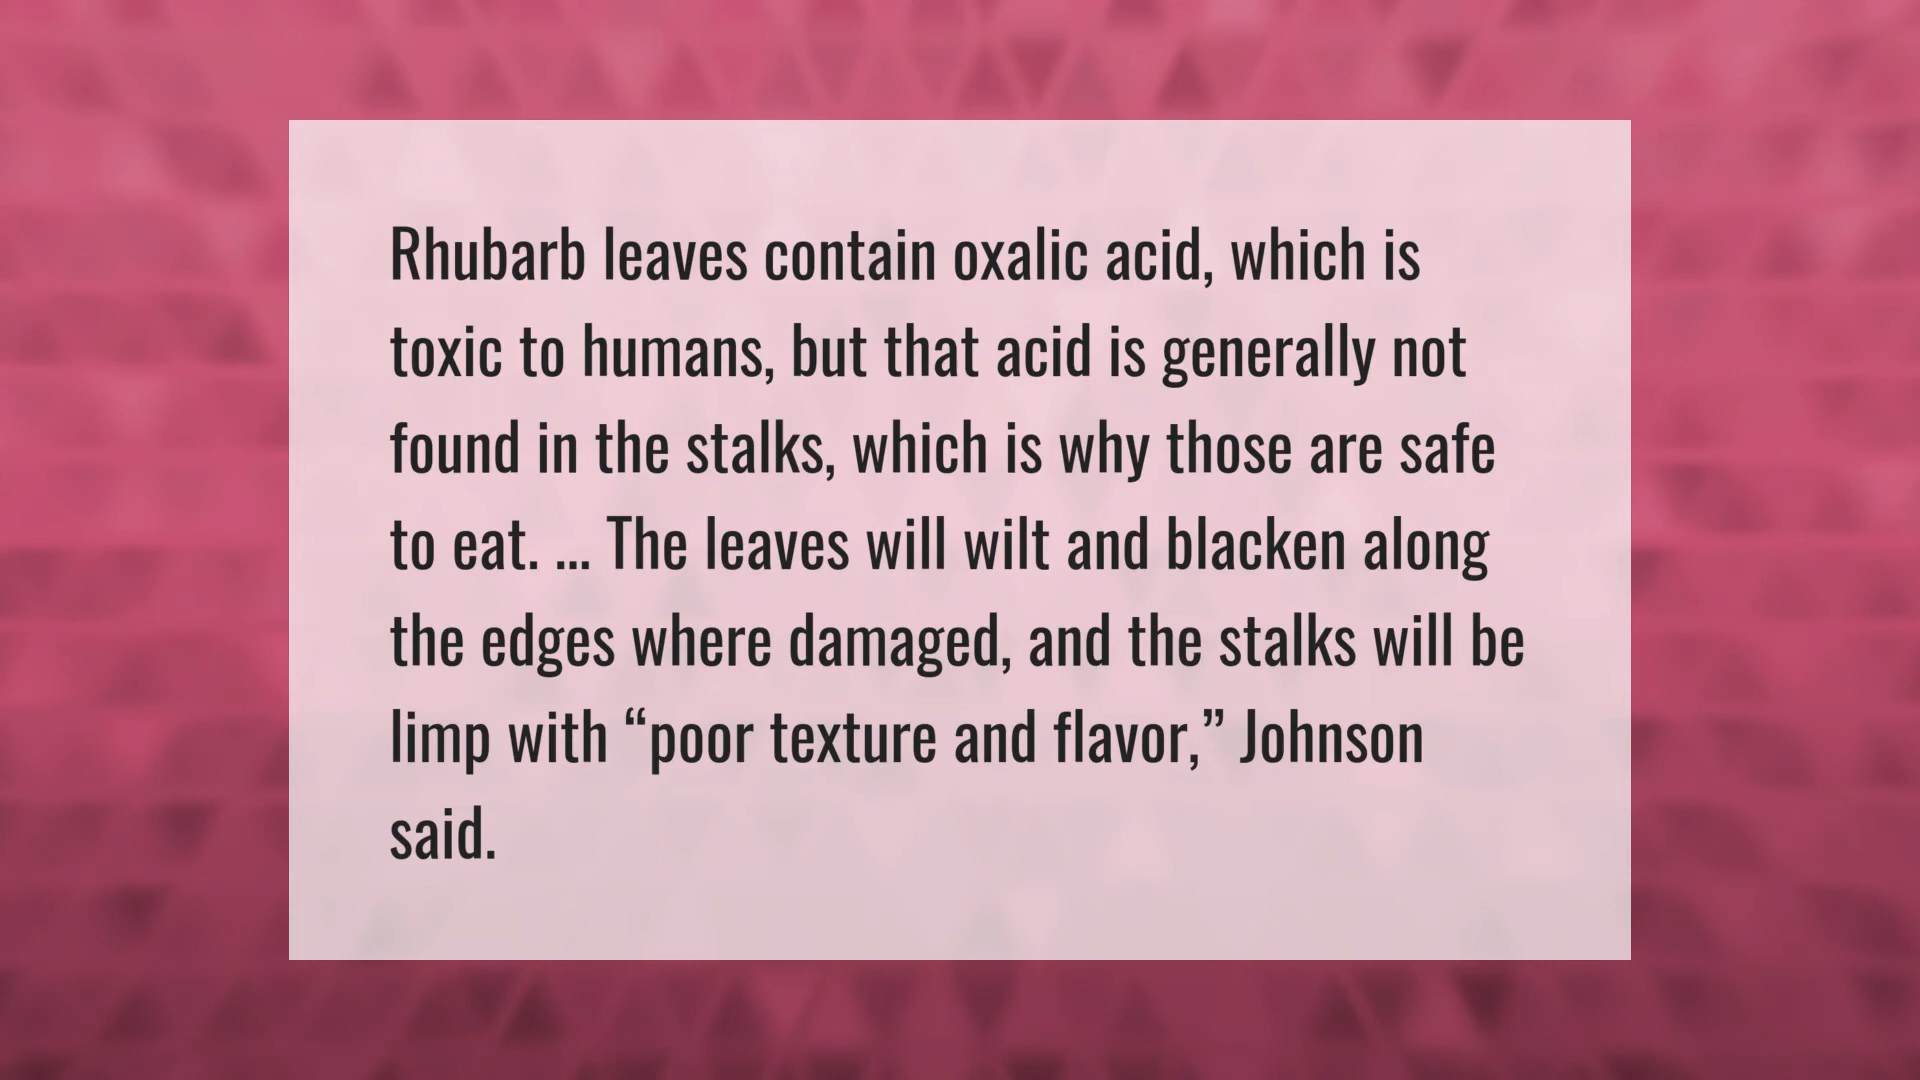 Rhubarb leaves contain oxalic acid, which is
toxic to humans, but that acid is generally not
found in the stalks, which is why those are safe
to eat. ... The leaves will wilt and blacken along
the edges where damaged, and the stalks will be
limp with “poor texture and flavor,” Johnson
said.